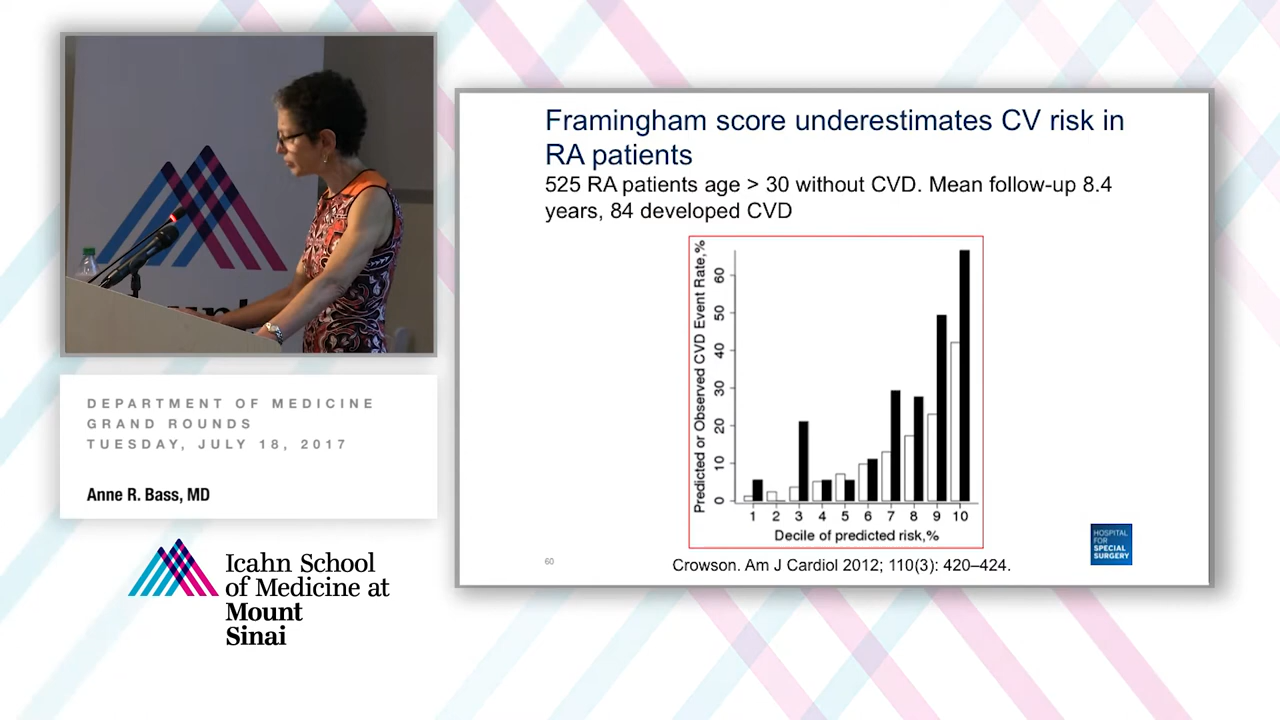 DEPARTMENT OF MEDICINE
GRAND ROUNDS
TUESDAY, JULY 18, 2017
Anne R. Bass, MD
Icahn School
of Medicine at
Mount
Sinai
Framingham score underestimates CV risk in
RA patients
525 RA patients age > 30 without CVD. Mean follow-up 8.4
years, 84 developed CVD
Predicted or Observed CVD Event Rate,%
60
50
40
30
20
10
0
1 2 3 4 5 6 7 8 9 10
Decile of predicted risk,%
60
Crowson. Am J Cardiol 2012; 110(3): 420–424.
HOSPITAL
FOR
SPECIAL
SURGERY